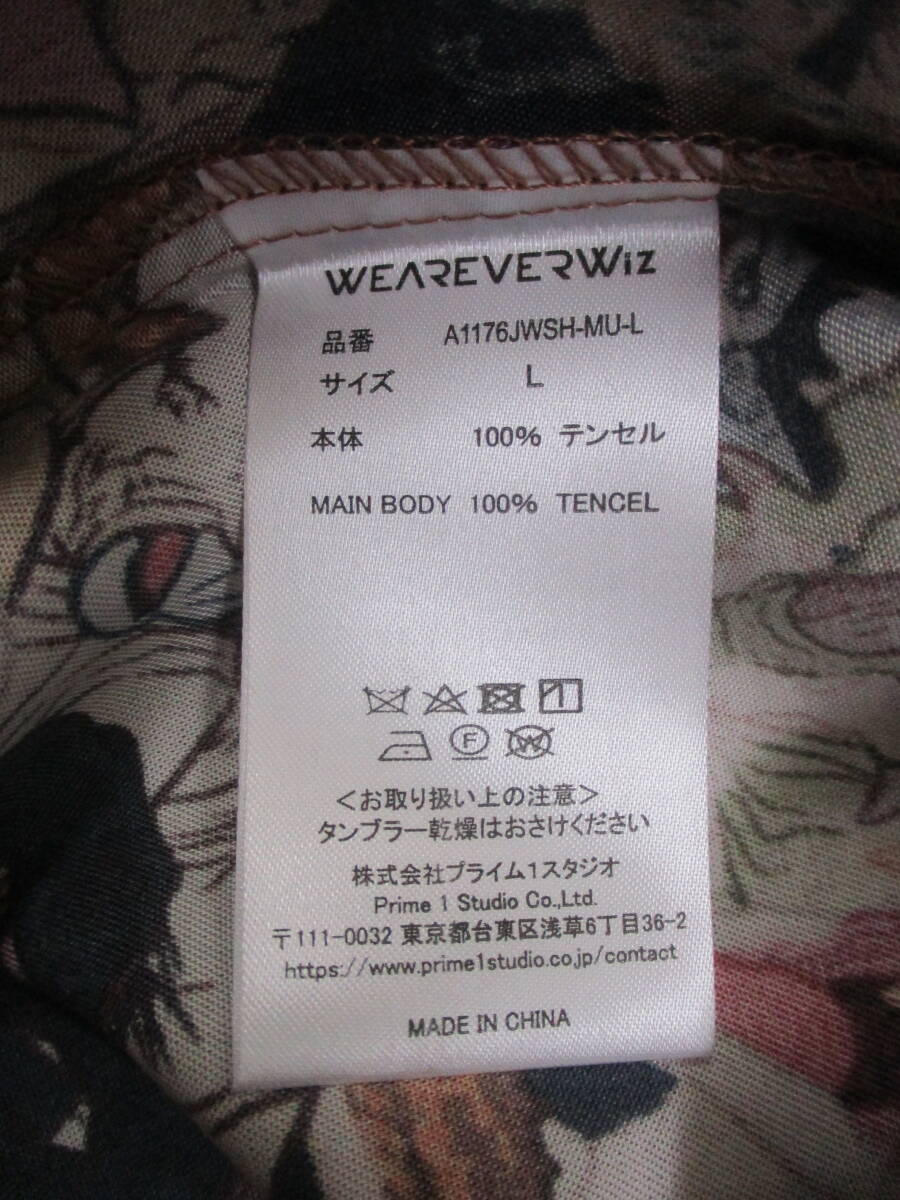 WEAREVERWiz
品番 A1176JWSH-MU-L
サイズ L
本体 100% テンセル
MAIN BODY 100% TENCEL
F W
<お取り扱い上の注意>
タンブラー乾燥はおさけください
株式会社プライム1スタジオ
Prime 1 Studio Co.,Ltd.
〒111-0032 東京都台東区浅草6丁目36-2
https://www.prime1studio.co.jp/contact
MADE IN CHINA